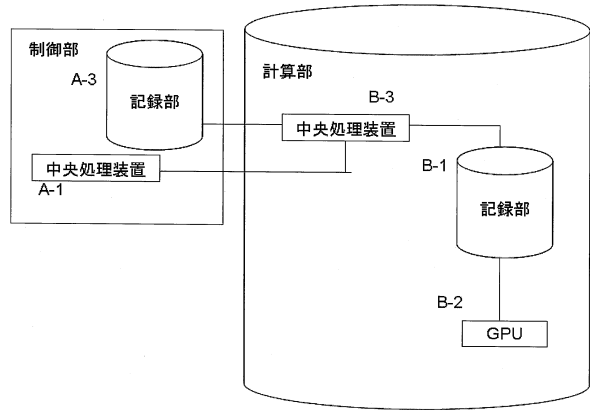 制御部
A-3
記録部
中央処理装置
A-1
計算部
B-3
中央処理装置
B-1
記録部
B-2
GPU